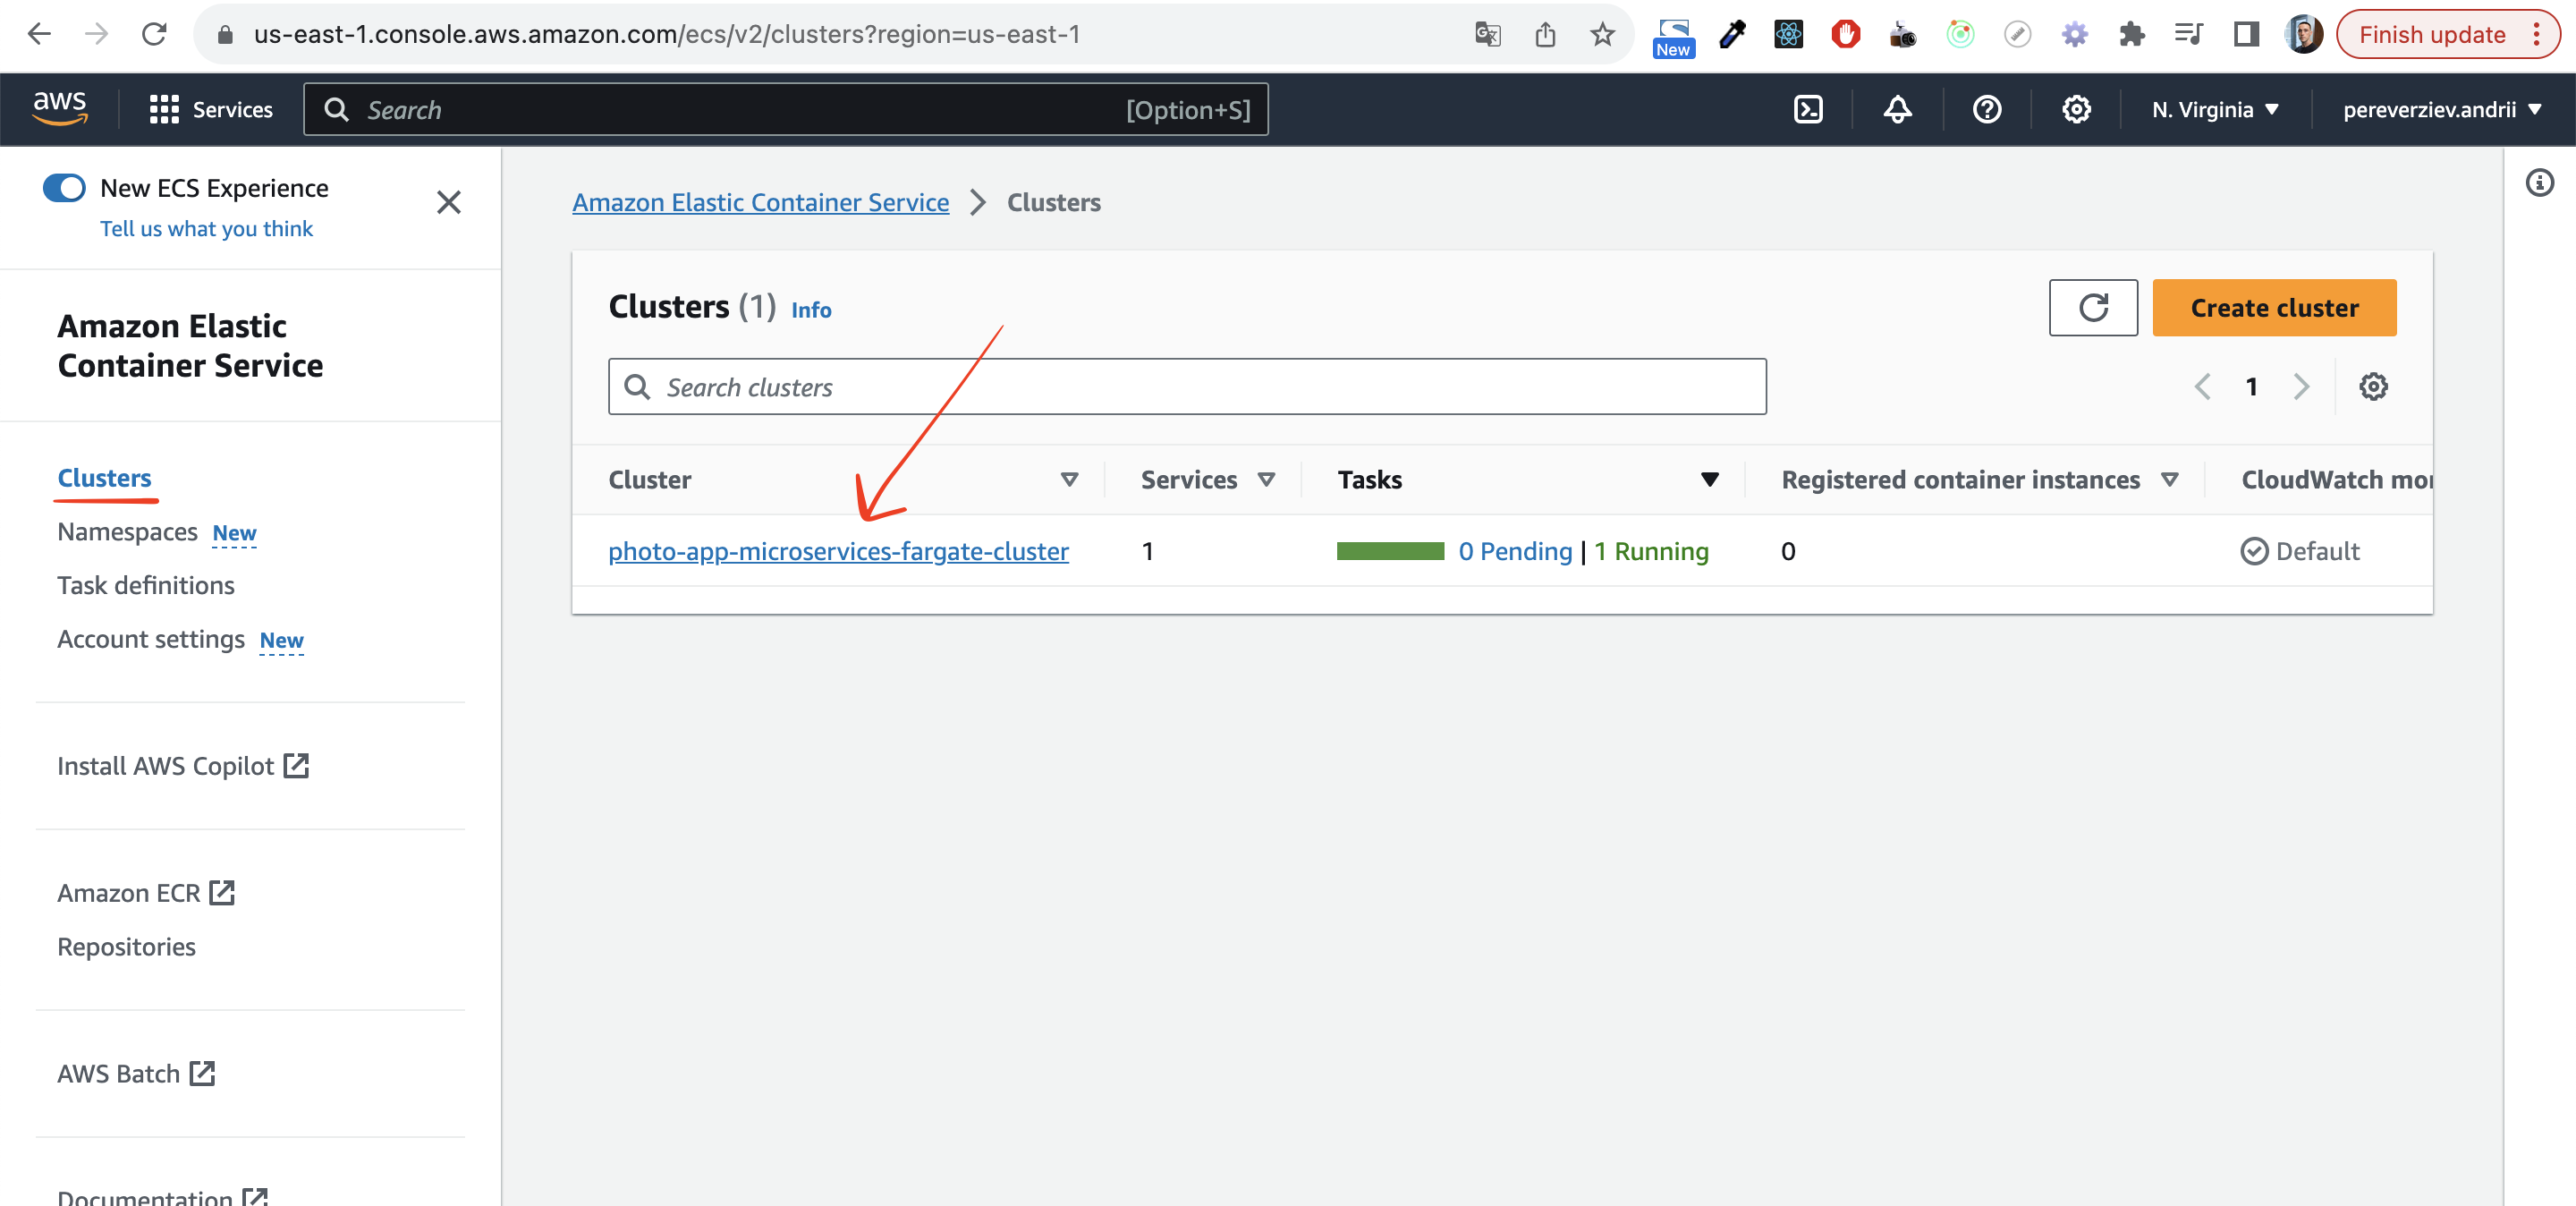 us-east-1.console.aws.amazon.com/ecs/v2/clusters?region=us-east-1
New
Finish update
aws
Services
Search
[Option+S]
N. Virginia
pereverziev.andrii
New ECS Experience
Tell us what you think
Amazon Elastic
Container Service
Clusters
Namespaces New
Task definitions
Account settings New
Install AWS Copilot
Amazon ECR
Repositories
AWS Batch
Documentation
Amazon Elastic Container Service > Clusters
Clusters (1) Info
Create cluster
Search clusters
1
Cluster Services Tasks Registered container instances CloudWatch mo
photo-app-microservices-fargate-cluster 1 0 Pending | 1 Running 0 Default